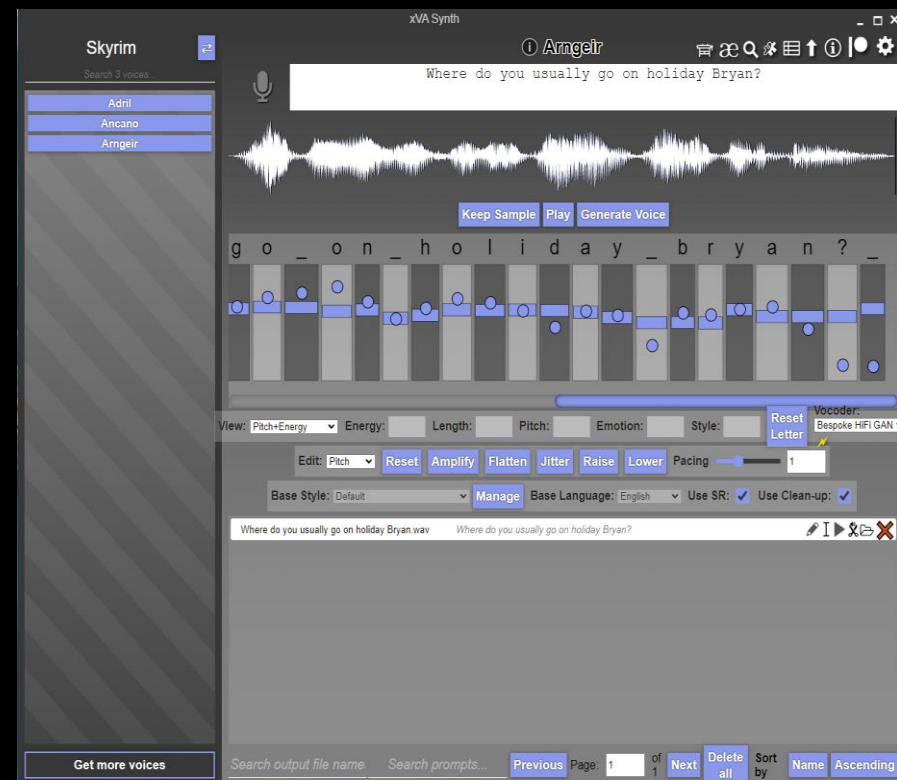 xVA Synth
Skyrim
Search 3 voices...
Adril
Ancano
Arngeir
Get more voices
Arngeir
Where do you usually go on holiday Bryan?
Keep Sample Play Generate Voice
g o _ o n _ h o l i d a y _ b r y a n ? _
View: Pitch+Energy Energy: Length: Pitch: Emotion: Style: Reset Letter Vocoder: Bespoke HiFi GAN
Edit: Pitch Reset Amplify Flatten Jitter Raise Lower Pacing 1
Base Style: Default Manage Base Language: English Use SR: Use Clean-up:
Where do you usually go on holiday Bryan.wav Where do you usually go on holiday Bryan?
Search output file name Search prompts... Previous Page: 1 of 1 Next Delete all Sort by Name Ascending